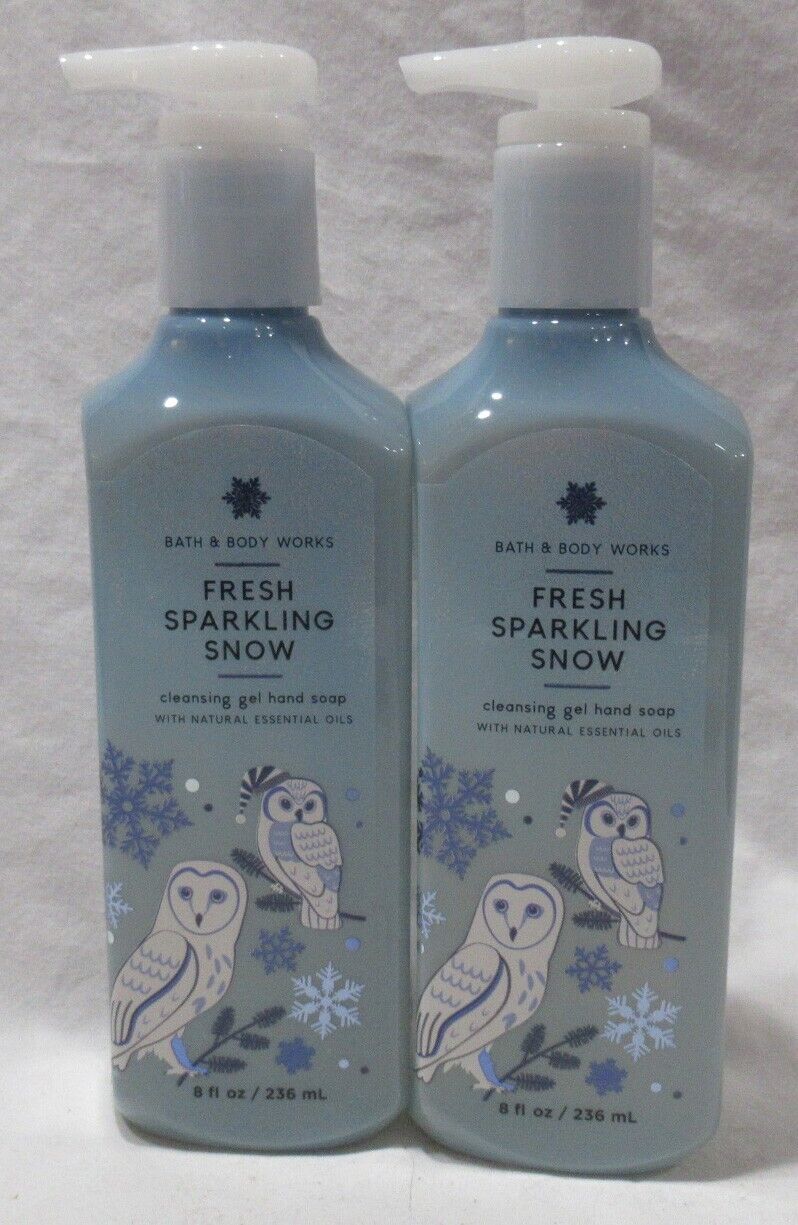 BATH & BODY WORKS
FRESH
SPARKLING
SNOW
cleansing gel hand soap
WITH NATURAL ESSENTIAL OILS
8 fl oz / 236 mL
BATH & BODY WORKS
FRESH
SPARKLING
SNOW
cleansing gel hand soap
WITH NATURAL ESSENTIAL OILS
8 fl oz / 236 mL